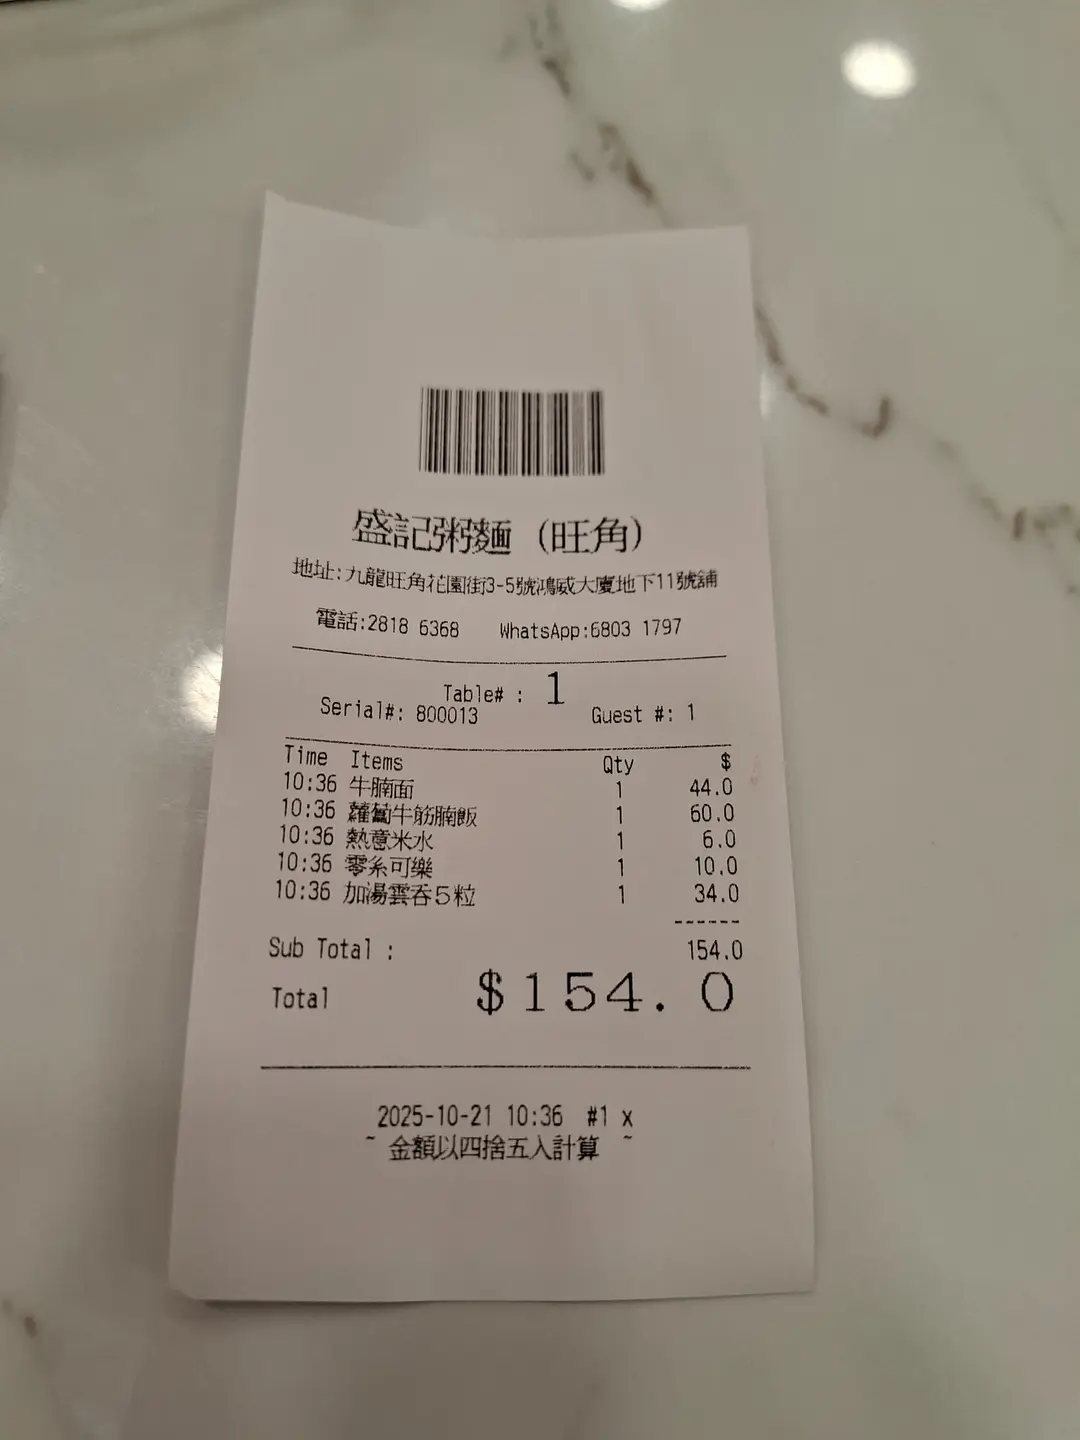 盛記粥麵 (旺角)
地址:九龍旺角花園街3-5號鴻威大廈地下11號舖
電話:2818 6368 WhatsApp:6803 1797
Table# : 1
Serial#: 800013 Guest #: 1
Time Items Qty $
10:36 牛腩面 1 44.0
10:36 蘿蔔牛筋腩飯 1 60.0
10:36 熱意米水 1 6.0
10:36 零系可樂 1 10.0
10:36 加湯雲吞5粒 1 34.0
------
Sub Total : 154.0
Total $154.0
2025-10-21 10:36 #1 x
~ 金額以四捨五入計算 ~